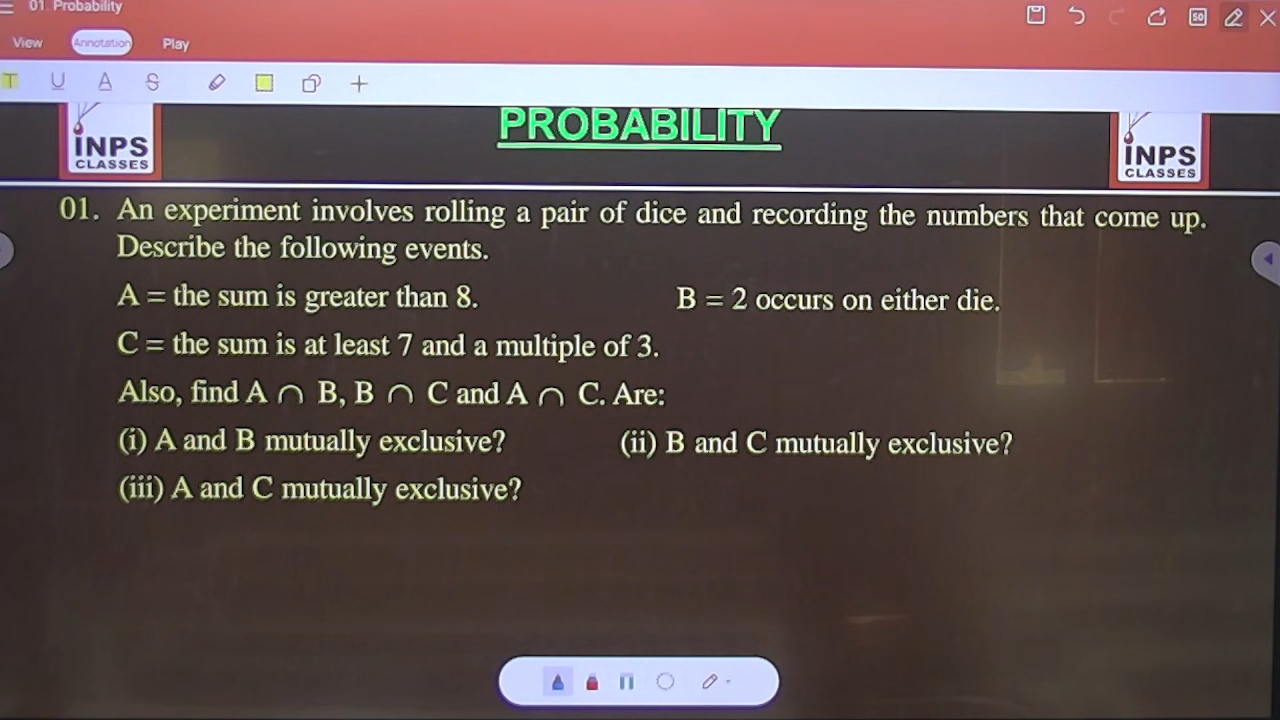 01. Probability
View Annotation Play
T U A S
PROBABILITY
INPS
CLASSES
INPS
CLASSES
01. An experiment involves rolling a pair of dice and recording the numbers that come up.
Describe the following events.
A = the sum is greater than 8. B = 2 occurs on either die.
C = the sum is at least 7 and a multiple of 3.
Also, find A ∩ B, B ∩ C and A ∩ C. Are:
(i) A and B mutually exclusive? (ii) B and C mutually exclusive?
(iii) A and C mutually exclusive?